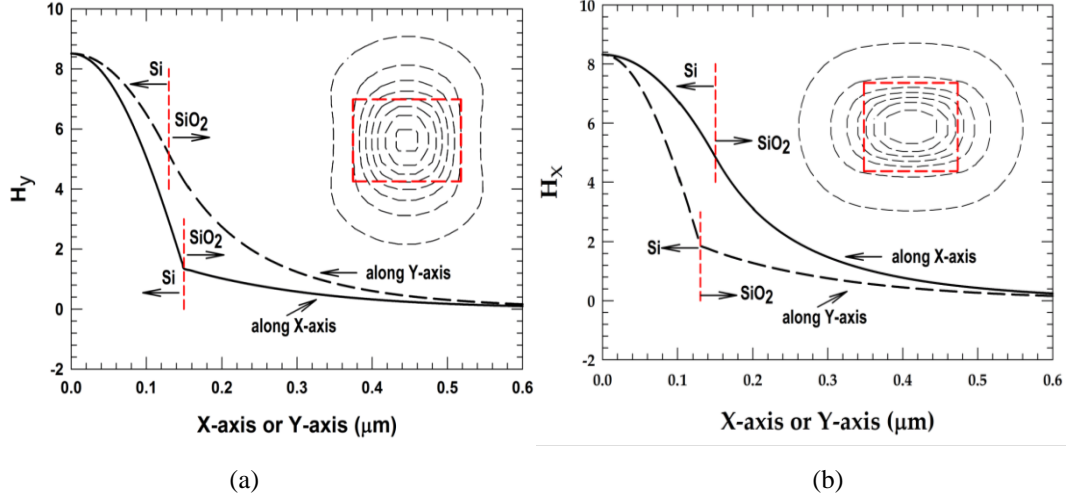 10
8
6
4
2
0
-2
Hy
Si
SiO2
SiO2
Si
along Y-axis
along X-axis
0.0 0.1 0.2 0.3 0.4 0.5 0.6
X-axis or Y-axis (μm)
(a)
10
8
6
4
2
0
-2
Hx
Si
SiO2
Si
SiO2
along X-axis
along Y-axis
0.0 0.1 0.2 0.3 0.4 0.5 0.6
X-axis or Y-axis (μm)
(b)